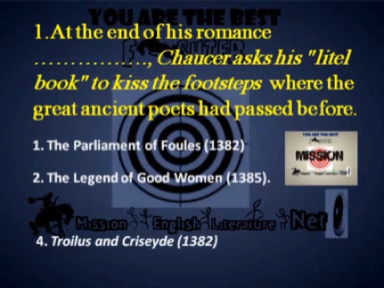 YOU ARE THE BEST
1.At the end of his romance
……………., Chaucer asks his "litel
book" to kiss the footsteps where the
great ancient poets had passed before.
1. The Parliament of Foules (1382)
MISSION
2. The Legend of Good Women (1385).
Mission English Literature Net
4. Troilus and Criseyde (1382)